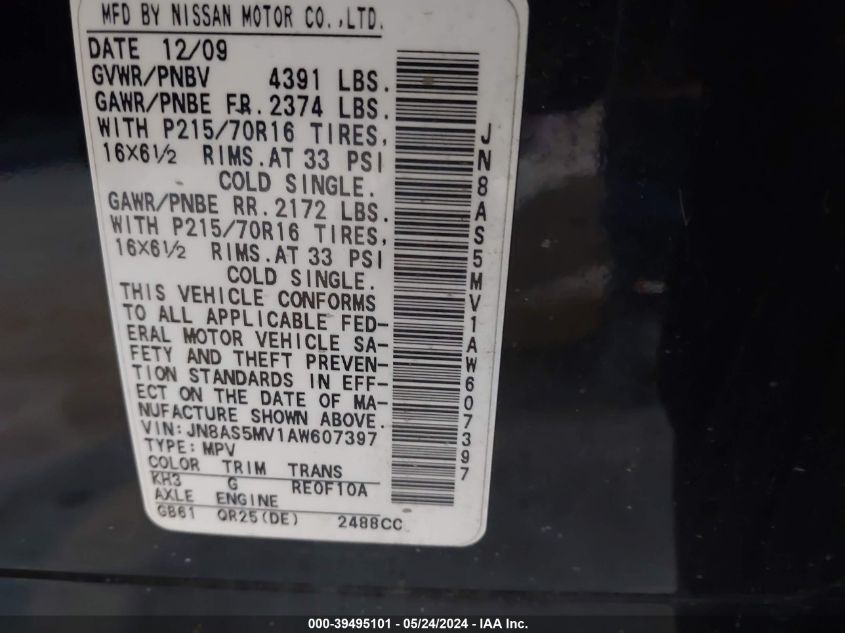 MFD BY NISSAN MOTOR CO.,LTD.
DATE 12/09
GVWR/PNBV 4391 LBS.
GAWR/PNBE FR. 2374 LBS.
WITH P215/70R16 TIRES,
16X6½ RIMS.AT 33 PSI
COLD SINGLE.
GAWR/PNBE RR. 2172 LBS.
WITH P215/70R16 TIRES,
16X6½ RIMS.AT 33 PSI
COLD SINGLE.
THIS VEHICLE CONFORMS
TO ALL APPLICABLE FED-
ERAL MOTOR VEHICLE SA-
FETY AND THEFT PREVEN-
TION STANDARDS IN EFF-
ECT ON THE DATE OF MA-
NUFACTURE SHOWN ABOVE.
VIN: JN8AS5MV1AW607397
TYPE: MPV
COLOR TRIM TRANS
KH3 G RE0F10A
AXLE ENGINE
GB61 QR25(DE) 2488CC
JN8AS5MV1AW607397
000-39495101 - 05/24/2024 - IAA Inc.